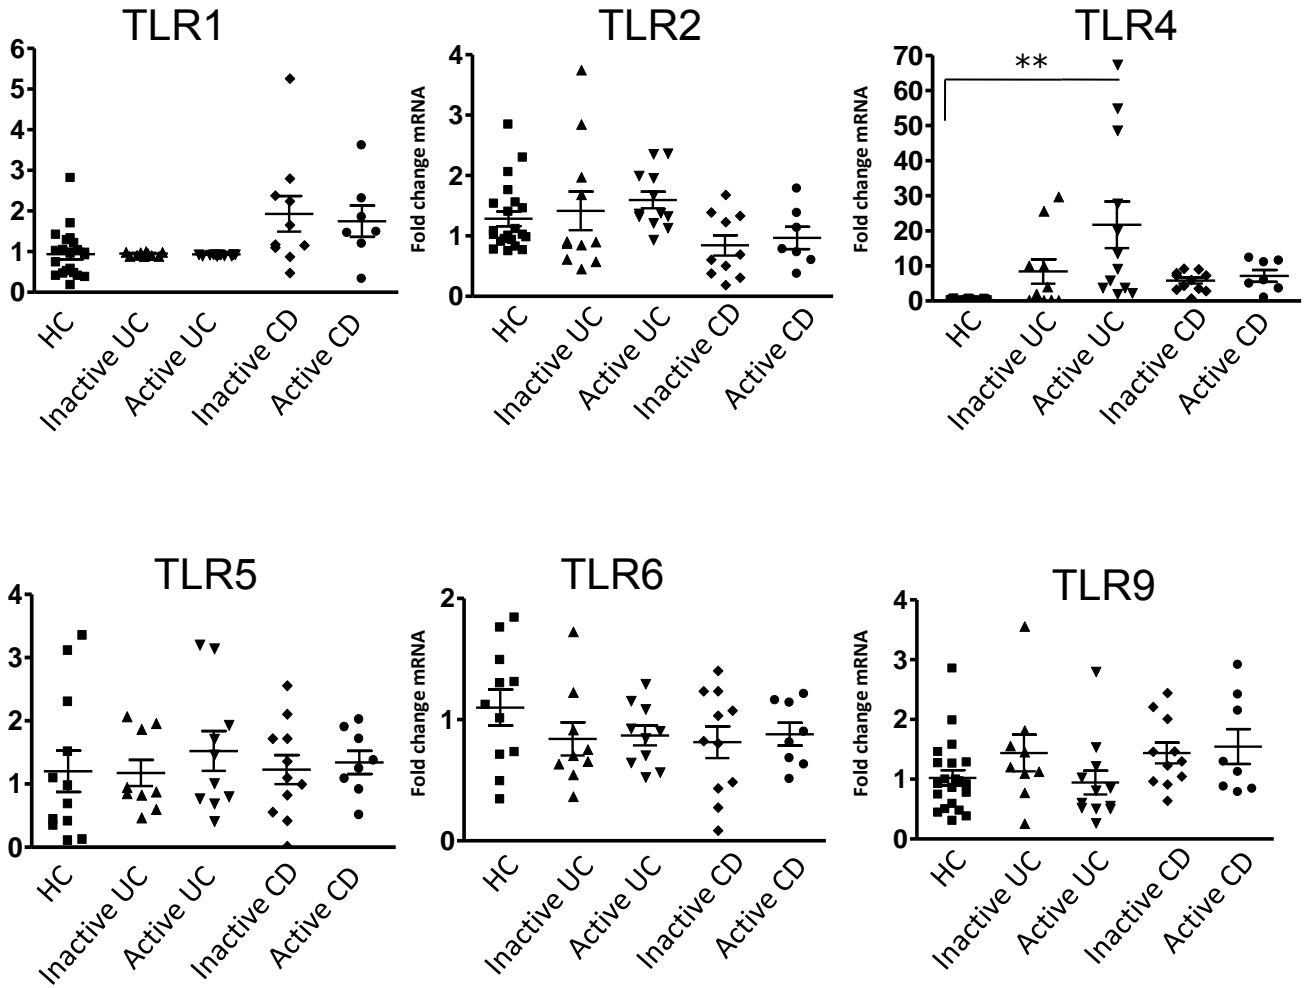 TLR1
6
5
4
3
2
1
0
HC
Inactive UC
Active UC
Inactive CD
Active CD
TLR2
Fold change mRNA
4
3
2
1
0
HC
Inactive UC
Active UC
Inactive CD
Active CD
TLR4
Fold change mRNA
70
60
50
40
30
20
10
0
**
HC
Inactive UC
Active UC
Inactive CD
Active CD
TLR5
4
3
2
1
0
HC
Inactive UC
Active UC
Inactive CD
Active CD
TLR6
Fold change mRNA
2
1
0
HC
Inactive UC
Active UC
Inactive CD
Active CD
TLR9
Fold change mRNA
4
3
2
1
0
HC
Inactive UC
Active UC
Inactive CD
Active CD